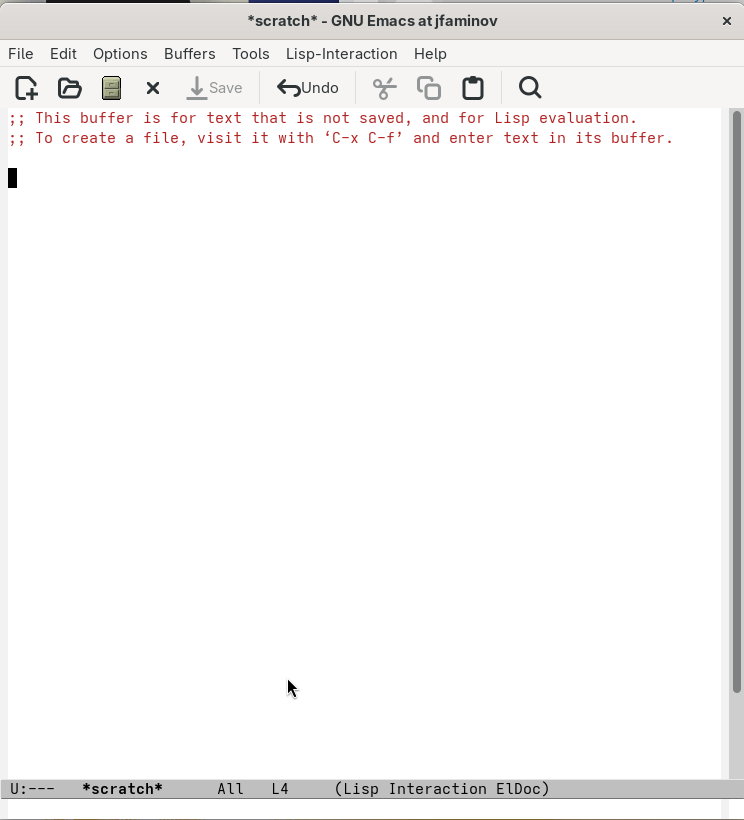 *scratch* - GNU Emacs at jfaminov
File Edit Options Buffers Tools Lisp-Interaction Help
Save Undo
;; This buffer is for text that is not saved, and for Lisp evaluation.
;; To create a file, visit it with ‘C-x C-f’ and enter text in its buffer.
U:--- *scratch* All L4 (Lisp Interaction ElDoc)